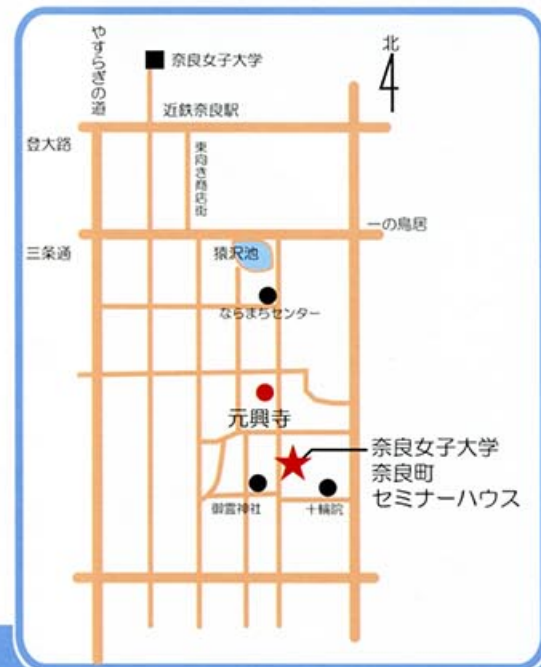 やすらぎの道
奈良女子大学
北
近鉄奈良駅
登大路
東向き商店街
一の鳥居
三条通
猿沢池
ならまちセンター
元興寺
奈良女子大学
奈良町
セミナーハウス
御霊神社
十輪院